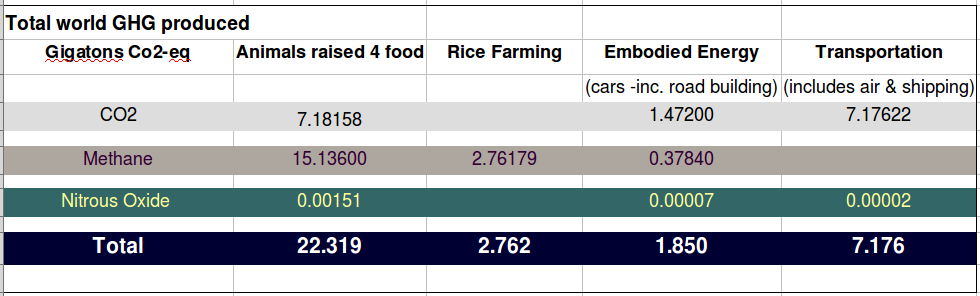 Total world GHG produced
Gigatons Co2-eq Animals raised 4 food Rice Farming Embodied Energy Transportation
(cars -inc. road building) (includes air & shipping)
CO2 7.18158 1.47200 7.17622
Methane 15.13600 2.76179 0.37840
Nitrous Oxide 0.00151 0.00007 0.00002
Total 22.319 2.762 1.850 7.176